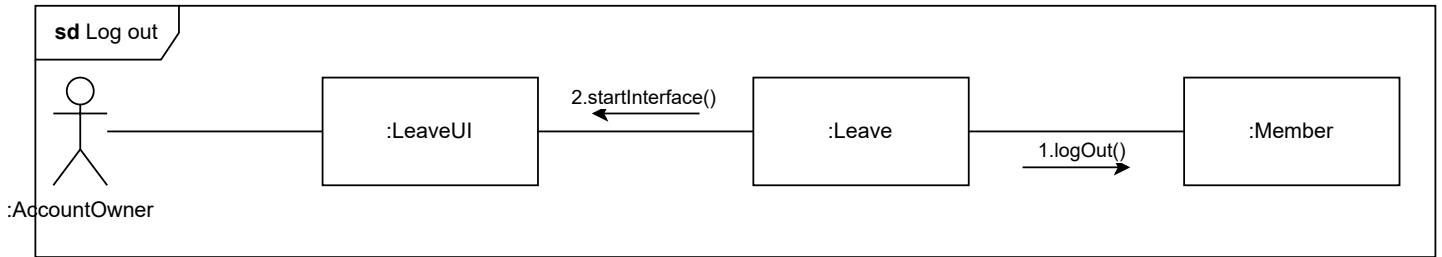 sd Log out
2.startInterface()
:LeaveUI
:Leave
:Member
1.logOut()
:AccountOwner